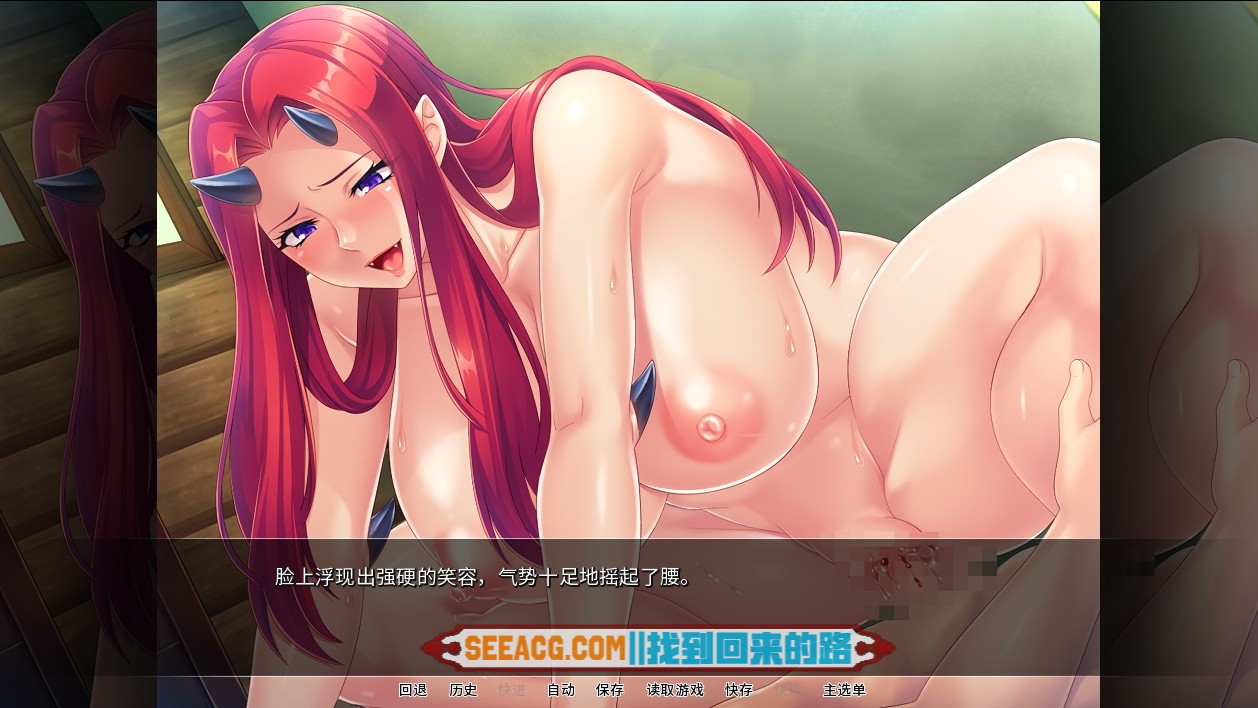 脸上浮现出强硬的笑容，气势十足地摇起了腰。
SEEACG.COM||找到回来的路
回退 历史 快进 自动 保存 读取游戏 快存 快读 主选单